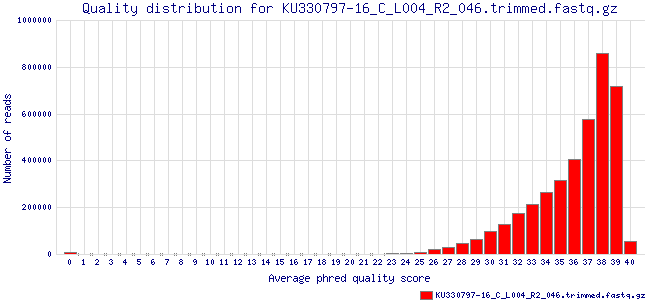 Quality distribution for KU330797-16_C_L004_R2_046.trimmed.fastq.gz
1000000
800000
600000
400000
200000
0
Number of reads
0 1 2 3 4 5 6 7 8 9 10 11 12 13 14 15 16 17 18 19 20 21 22 23 24 25 26 27 28 29 30 31 32 33 34 35 36 37 38 39 40
Average phred quality score
KU330797-16_C_L004_R2_046.trimmed.fastq.gz